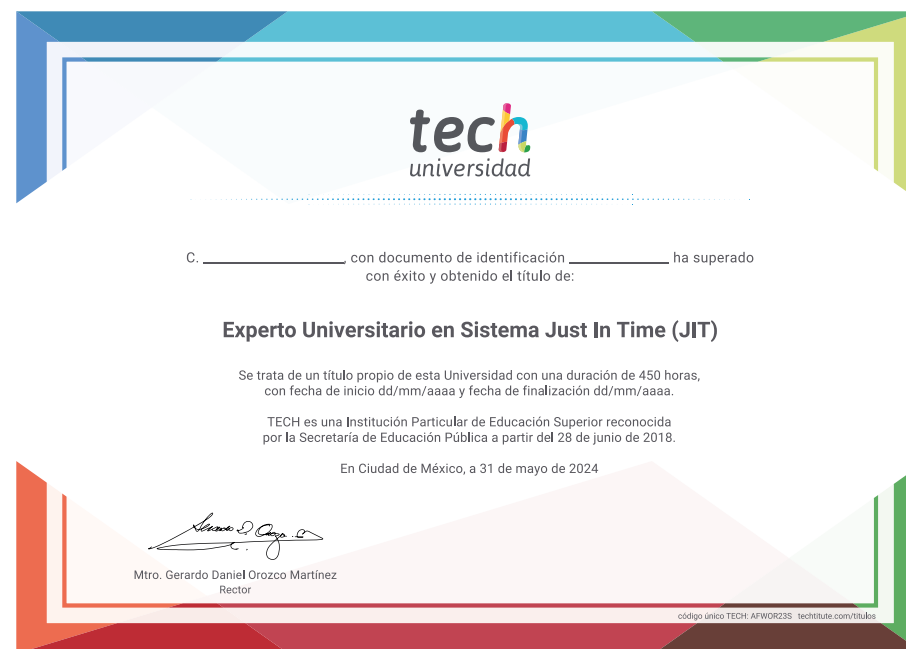 tech
universidad
C. ____________, con documento de identificación ____________ ha superado
con éxito y obtenido el título de:
Experto Universitario en Sistema Just In Time (JIT)
Se trata de un título propio de esta Universidad con una duración de 450 horas,
con fecha de inicio dd/mm/aaaa y fecha de finalización dd/mm/aaaa.
TECH es una Institución Particular de Educación Superior reconocida
por la Secretaría de Educación Pública a partir del 28 de junio de 2018.
En Ciudad de México, a 31 de mayo de 2024
Mtro. Gerardo Daniel Orozco Martínez
Rector
código único TECH: AFWOR23S techtitute.com/titulos